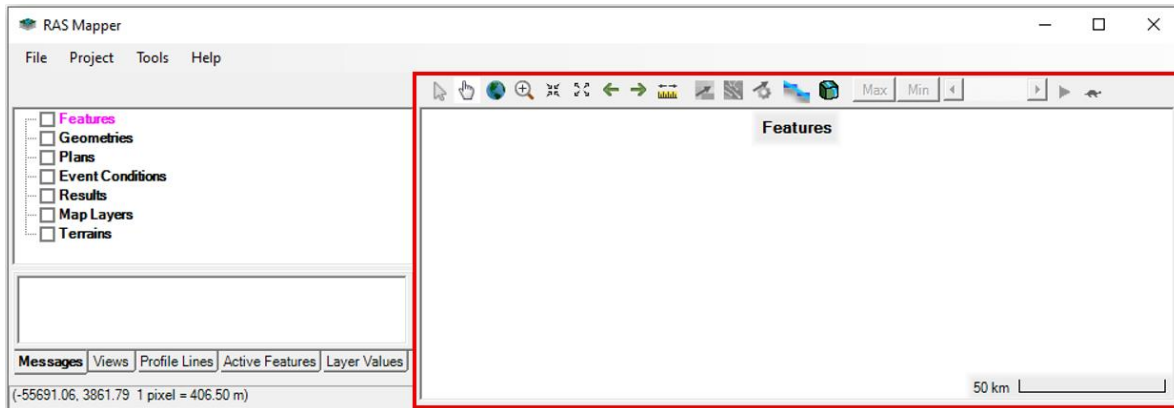 RAS Mapper
File Project Tools Help
Max Min
Features
Geometries
Plans
Event Conditions
Results
Map Layers
Terrains
Features
Messages Views Profile Lines Active Features Layer Values
(-55691.06, 3861.79 1 pixel = 406.50 m)
50 km